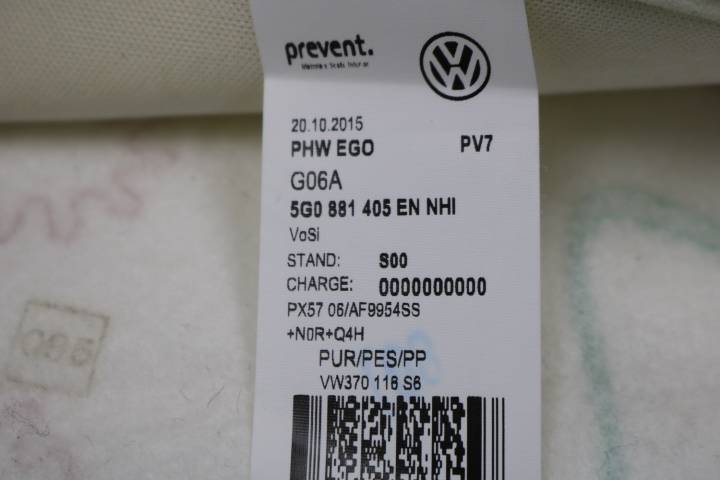 prevent.
20.10.2015
PHW EGO PV7
G06A
5G0 881 405 EN NHI
VoSi
STAND: S00
CHARGE: 0000000000
PX57 06/AF9954SS
+N0R+Q4H
PUR/PES/PP
VW370 116 S6